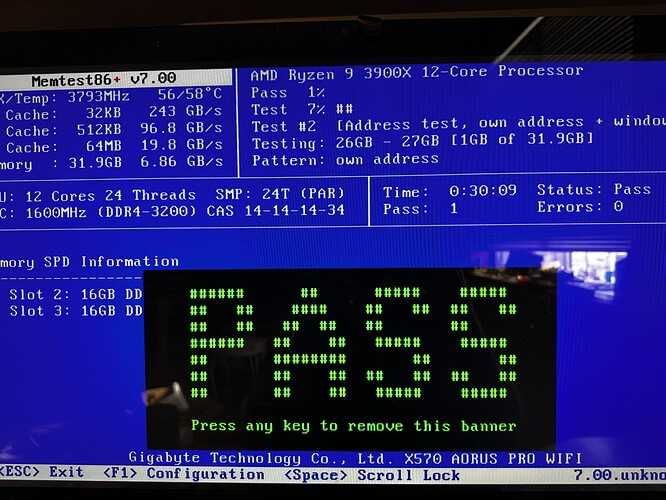 Memtest86+ v7.00
AMD Ryzen 9 3900X 12-Core Processor
K/Temp: 3793MHz 56/58°C
Pass 1%
Cache: 32KB 243 GB/s
Test 7% ##
Cache: 512KB 96.8 GB/s
Test #2 [Address test, own address + window
Cache: 64MB 19.8 GB/s
Testing: 26GB - 27GB [1GB of 31.9GB]
mory : 31.9GB 6.86 GB/s
Pattern: own address
U: 12 Cores 24 Threads SMP: 24T (PAR)
Time: 0:30:09 Status: Pass
C: 1600MHz (DDR4-3200) CAS 14-14-14-34
Pass: 1 Errors: 0
mory SPD Information
Slot 2: 16GB DD
Slot 3: 16GB DD
PASS
Press any key to remove this banner
Gigabyte Technology Co., Ltd. X570 AORUS PRO WIFI
<ESC> Exit <F1> Configuration <Space> Scroll Lock 7.00.unkno